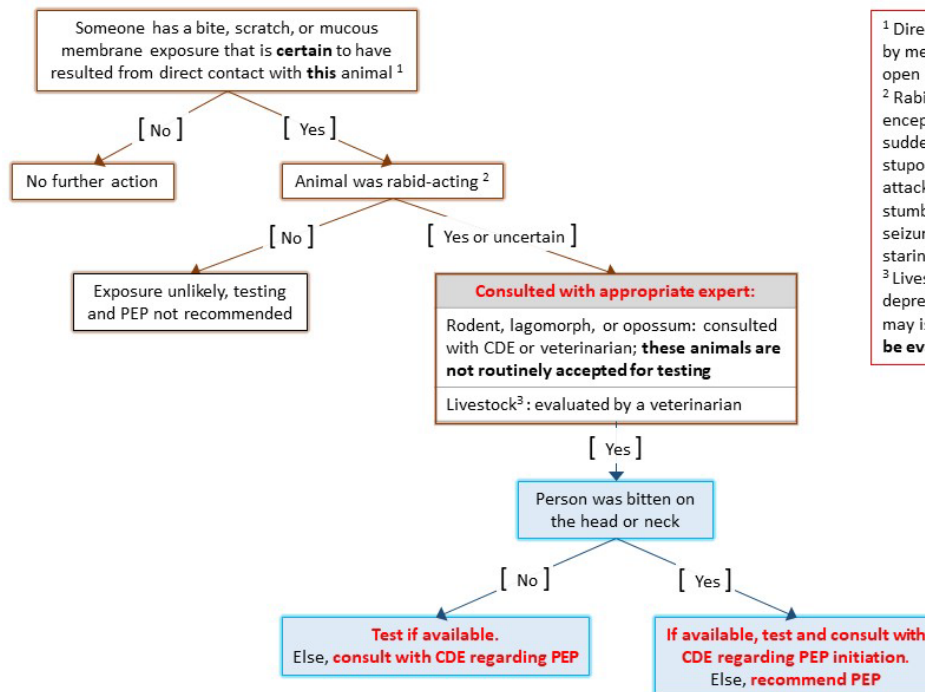 Someone has a bite, scratch, or mucous
membrane exposure that is certain to have
resulted from direct contact with this animal ¹
[ No ]
[ Yes ]
No further action
Animal was rabid-acting ²
[ No ]
[ Yes or uncertain ]
Exposure unlikely, testing
and PEP not recommended
Consulted with appropriate expert:
Rodent, lagomorph, or opossum: consulted
with CDE or veterinarian; these animals are
not routinely accepted for testing
Livestock³ : evaluated by a veterinarian
[ Yes ]
Person was bitten on
the head or neck
[ No ]
[ Yes ]
Test if available.
Else, consult with CDE regarding PEP
If available, test and consult with
CDE regarding PEP initiation.
Else, recommend PEP
¹ Dire
by me
open
² Rabi
encep
sudde
stupo
attack
stumb
seizur
starin
³ Lives
depre
may is
be ev